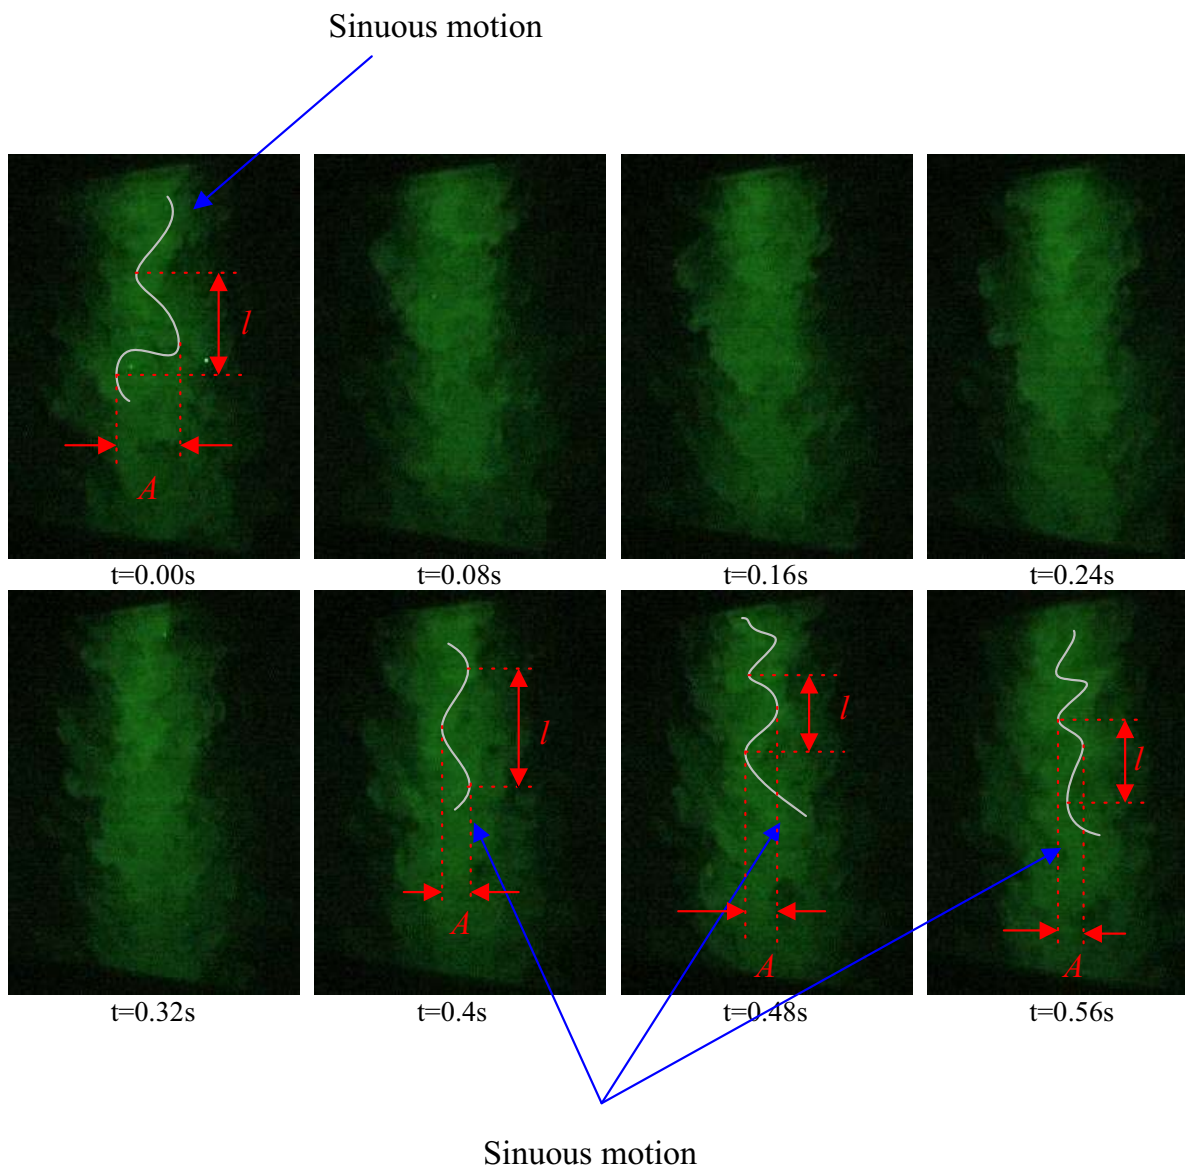 Sinuous motion
l
A
t=0.00s
t=0.08s
t=0.16s
t=0.24s
l
A
l
A
l
A
t=0.32s
t=0.4s
t=0.48s
t=0.56s
Sinuous motion